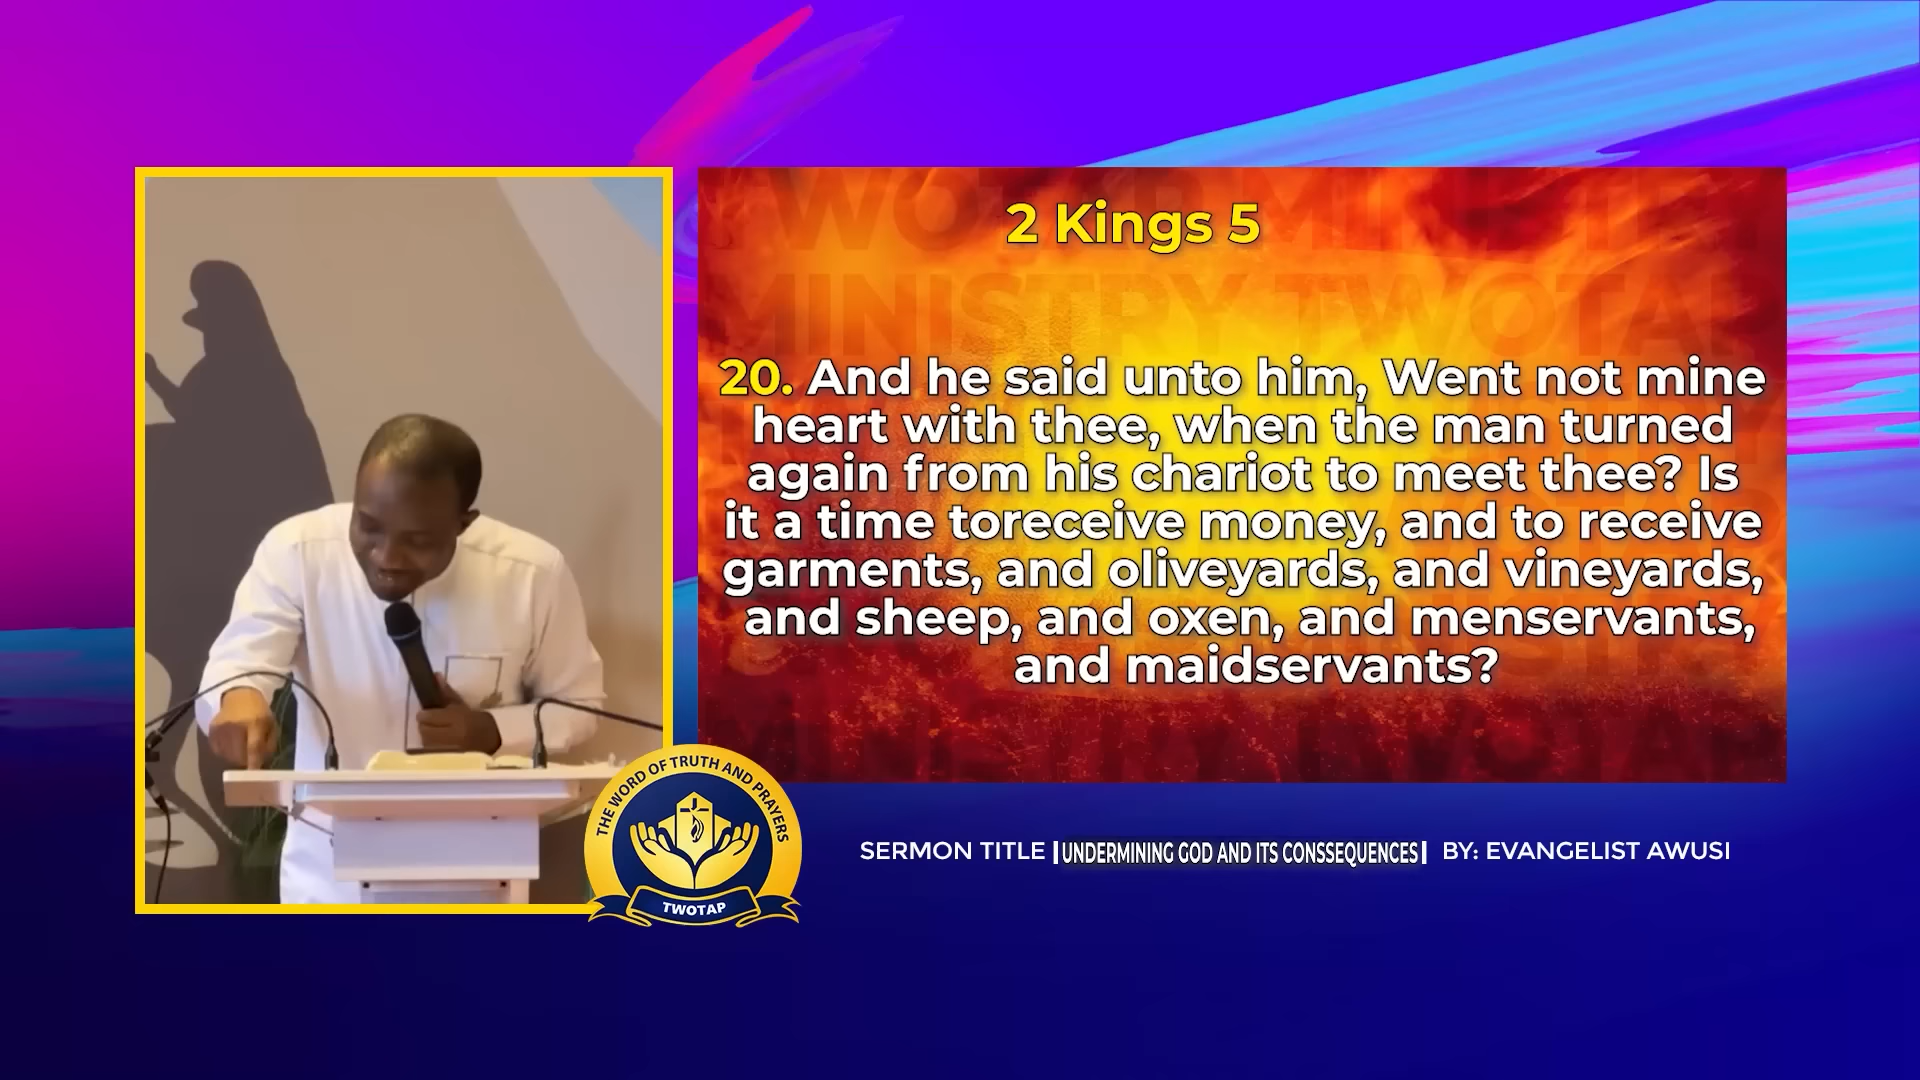 2 Kings 5
20. And he said unto him, Went not mine
heart with thee, when the man turned
again from his chariot to meet thee? Is
it a time toreceive money, and to receive
garments, and oliveyards, and vineyards,
and sheep, and oxen, and menservants,
and maidservants?
THE WORD OF TRUTH AND PRAYERS
TWOTAP
SERMON TITLE |UNDERMINING GOD AND ITS CONSSEQUENCES| BY: EVANGELIST AWUSI